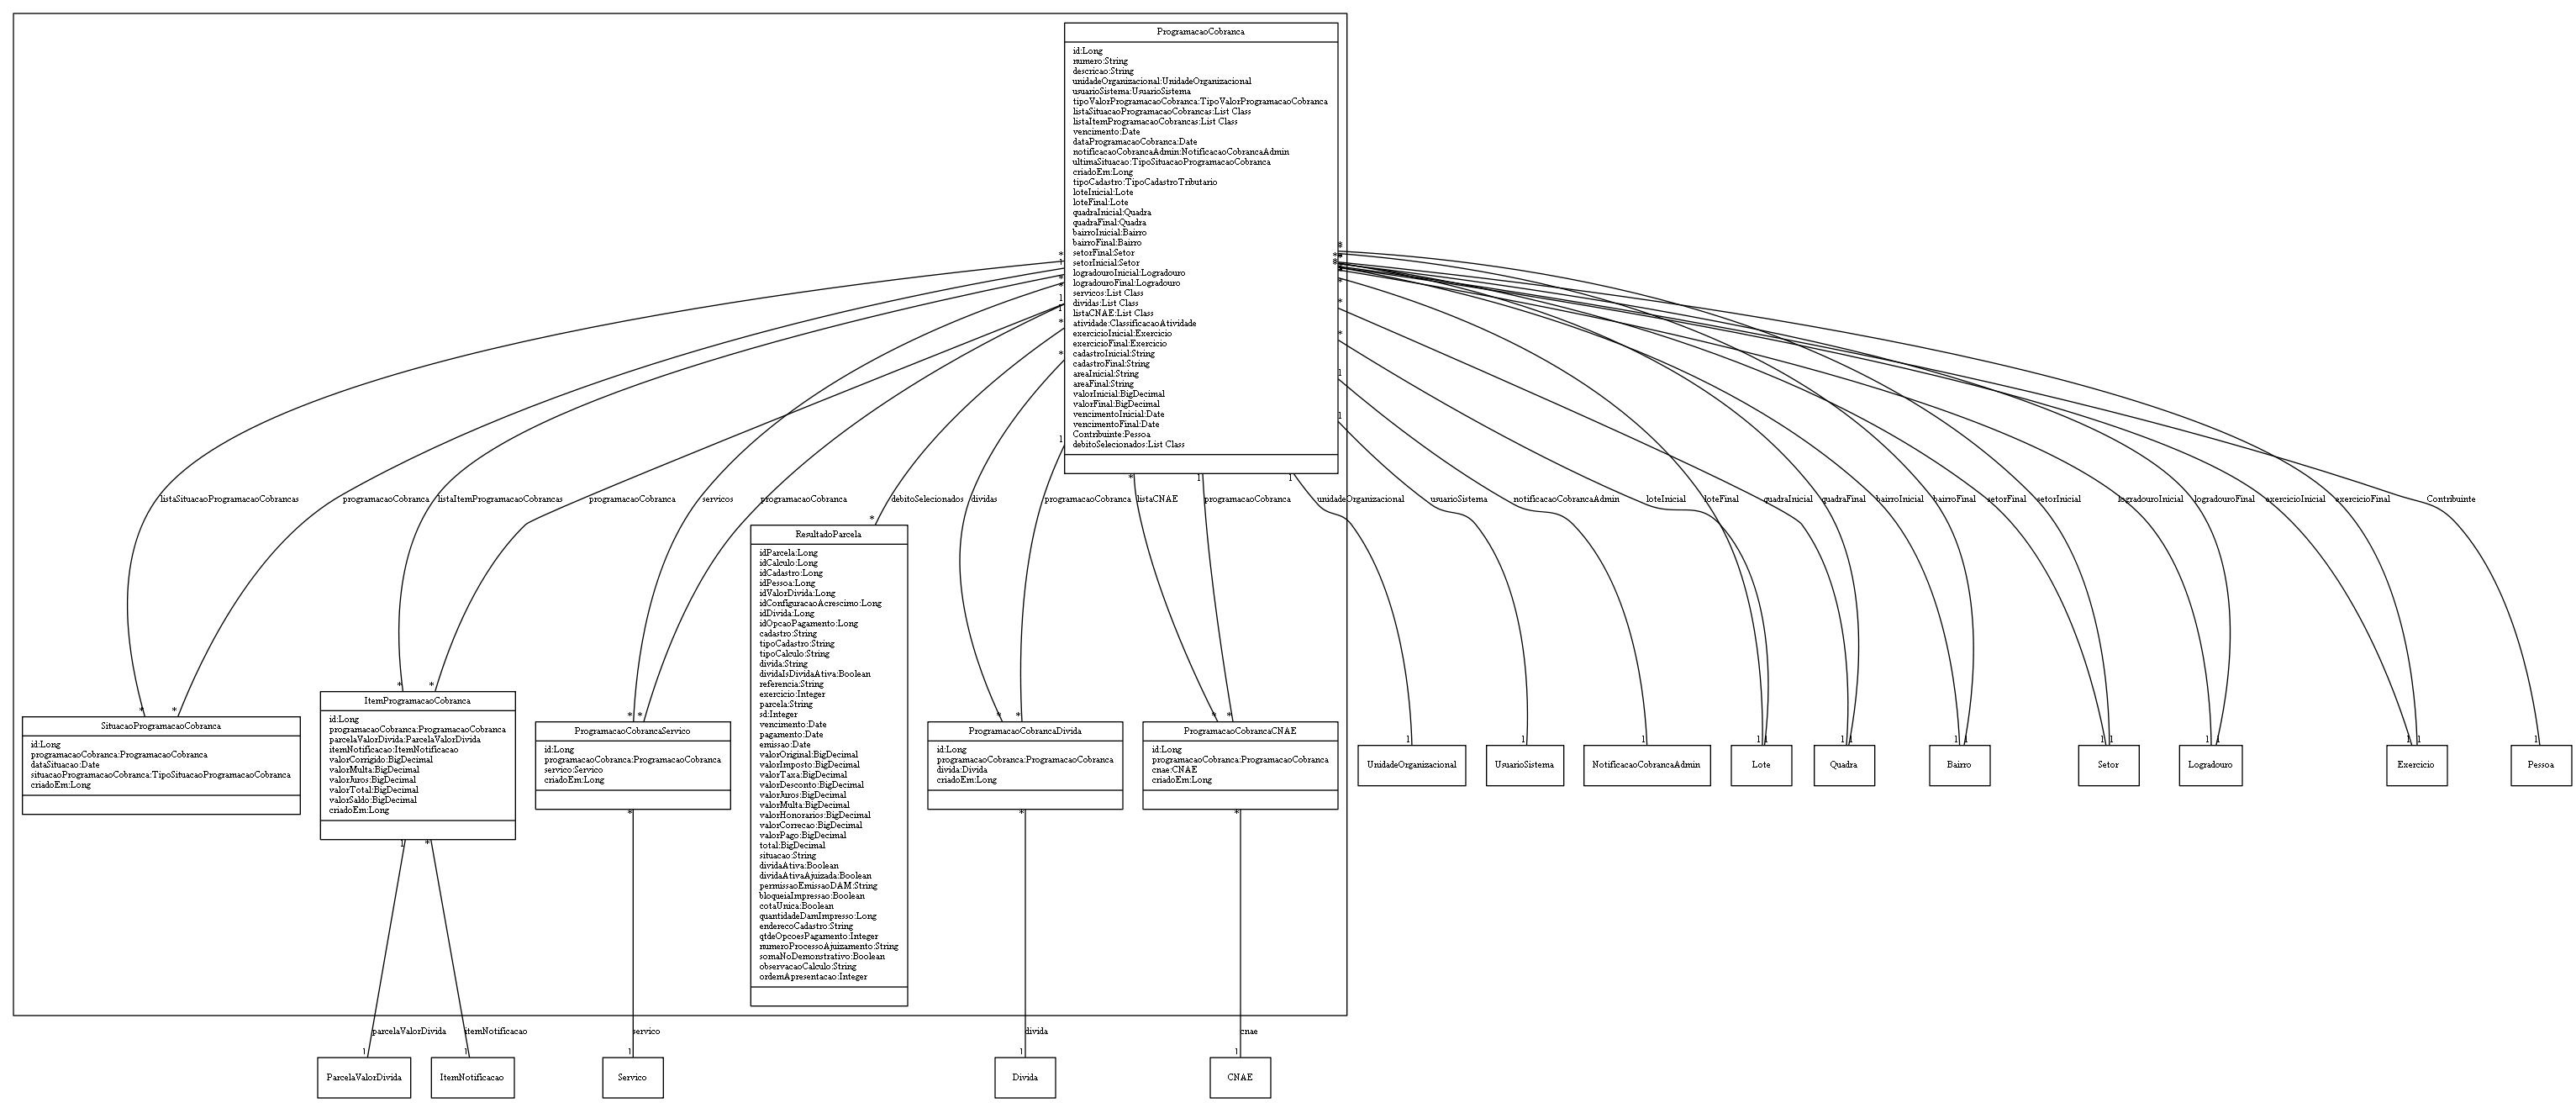 ProgramacaoCobranca
id:Long
numero:String
descricao:String
unidadeOrganizacional:UnidadeOrganizacional
usuarioSistema:UsuarioSistema
tipoValorProgramacaoCobranca:TipoValorProgramacaoCobranca
listaSituacaoProgramacaoCobrancas:List Class
listaItemProgramacaoCobrancas:List Class
vencimento:Date
dataProgramacaoCobranca:Date
notificacaoCobrancaAdmin:NotificacaoCobrancaAdmin
ultimaSituacao:TipoSituacaoProgramacaoCobranca
criadoEm:Long
tipoCadastro:TipoCadastroTributario
loteInicial:Lote
loteFinal:Lote
quadraInicial:Quadra
quadraFinal:Quadra
bairroInicial:Bairro
bairroFinal:Bairro
setorFinal:Setor
setorInicial:Setor
logradouroInicial:Logradouro
logradouroFinal:Logradouro
servicos:List Class
dividas:List Class
listaCNAE:List Class
atividade:ClassificacaoAtividade
exercicioInicial:Exercicio
exercicioFinal:Exercicio
cadastroInicial:String
cadastroFinal:String
areaInicial:String
areaFinal:String
valorInicial:BigDecimal
valorFinal:BigDecimal
vencimentoInicial:Date
vencimentoFinal:Date
Contribuinte:Pessoa
debitoSelecionados:List Class
listaSituacaoProgramacaoCobrancas
programacaoCobranca
listaItemProgramacaoCobrancas
programacaoCobranca
servicos
programacaoCobranca
debitoSelecionados
dividas
programacaoCobranca
listaCNAE
programacaoCobranca
unidadeOrganizacional
usuarioSistema
notificacaoCobrancaAdmin
loteInicial
loteFinal
quadraInicial
quadraFinal
bairroInicial
bairroFinal
setorFinal
setorInicial
logradouroInicial
logradouroFinal
exercicioInicial
exercicioFinal
Contribuinte
SituacaoProgramacaoCobranca
id:Long
programacaoCobranca:ProgramacaoCobranca
dataSituacao:Date
situacaoProgramacaoCobranca:TipoSituacaoProgramacaoCobranca
criadoEm:Long
ItemProgramacaoCobranca
id:Long
programacaoCobranca:ProgramacaoCobranca
parcelaValorDivida:ParcelaValorDivida
itemNotificacao:ItemNotificacao
valorCorrigido:BigDecimal
valorMulta:BigDecimal
valorJuros:BigDecimal
valorTotal:BigDecimal
valorSaldo:BigDecimal
criadoEm:Long
ProgramacaoCobrancaServico
id:Long
programacaoCobranca:ProgramacaoCobranca
servico:Servico
criadoEm:Long
ResultadoParcela
idParcela:Long
idCalculo:Long
idCadastro:Long
idPessoa:Long
idValorDivida:Long
idConfiguracaoAcrescimo:Long
idDivida:Long
idOpcaoPagamento:Long
cadastro:String
tipoCadastro:String
tipoCalculo:String
divida:String
dividaIsDividaAtiva:Boolean
referencia:String
exercicio:Integer
parcela:String
sd:Integer
vencimento:Date
pagamento:Date
emissao:Date
valorOriginal:BigDecimal
valorImposto:BigDecimal
valorTaxa:BigDecimal
valorDesconto:BigDecimal
valorJuros:BigDecimal
valorMulta:BigDecimal
valorHonorarios:BigDecimal
valorCorrecao:BigDecimal
valorPago:BigDecimal
total:BigDecimal
situacao:String
dividaAtiva:Boolean
dividaAtivaAjuizada:Boolean
permissaoEmissaoDAM:String
bloqueiaImpressao:Boolean
cotaUnica:Boolean
quantidadeDamImpresso:Long
enderecoCadastro:String
qtdeOpcoesPagamento:Integer
numeroProcessoAjuizamento:String
somaNoDemonstrativo:Boolean
observacaoCalculo:String
ordemApresentacao:Integer
ProgramacaoCobrancaDivida
id:Long
programacaoCobranca:ProgramacaoCobranca
divida:Divida
criadoEm:Long
ProgramacaoCobrancaCNAE
id:Long
programacaoCobranca:ProgramacaoCobranca
cnae:CNAE
criadoEm:Long
UnidadeOrganizacional
UsuarioSistema
NotificacaoCobrancaAdmin
Lote
Quadra
Bairro
Setor
Logradouro
Exercicio
Pessoa
parcelaValorDivida
itemNotificacao
servico
divida
cnae
ParcelaValorDivida
ItemNotificacao
Servico
Divida
CNAE